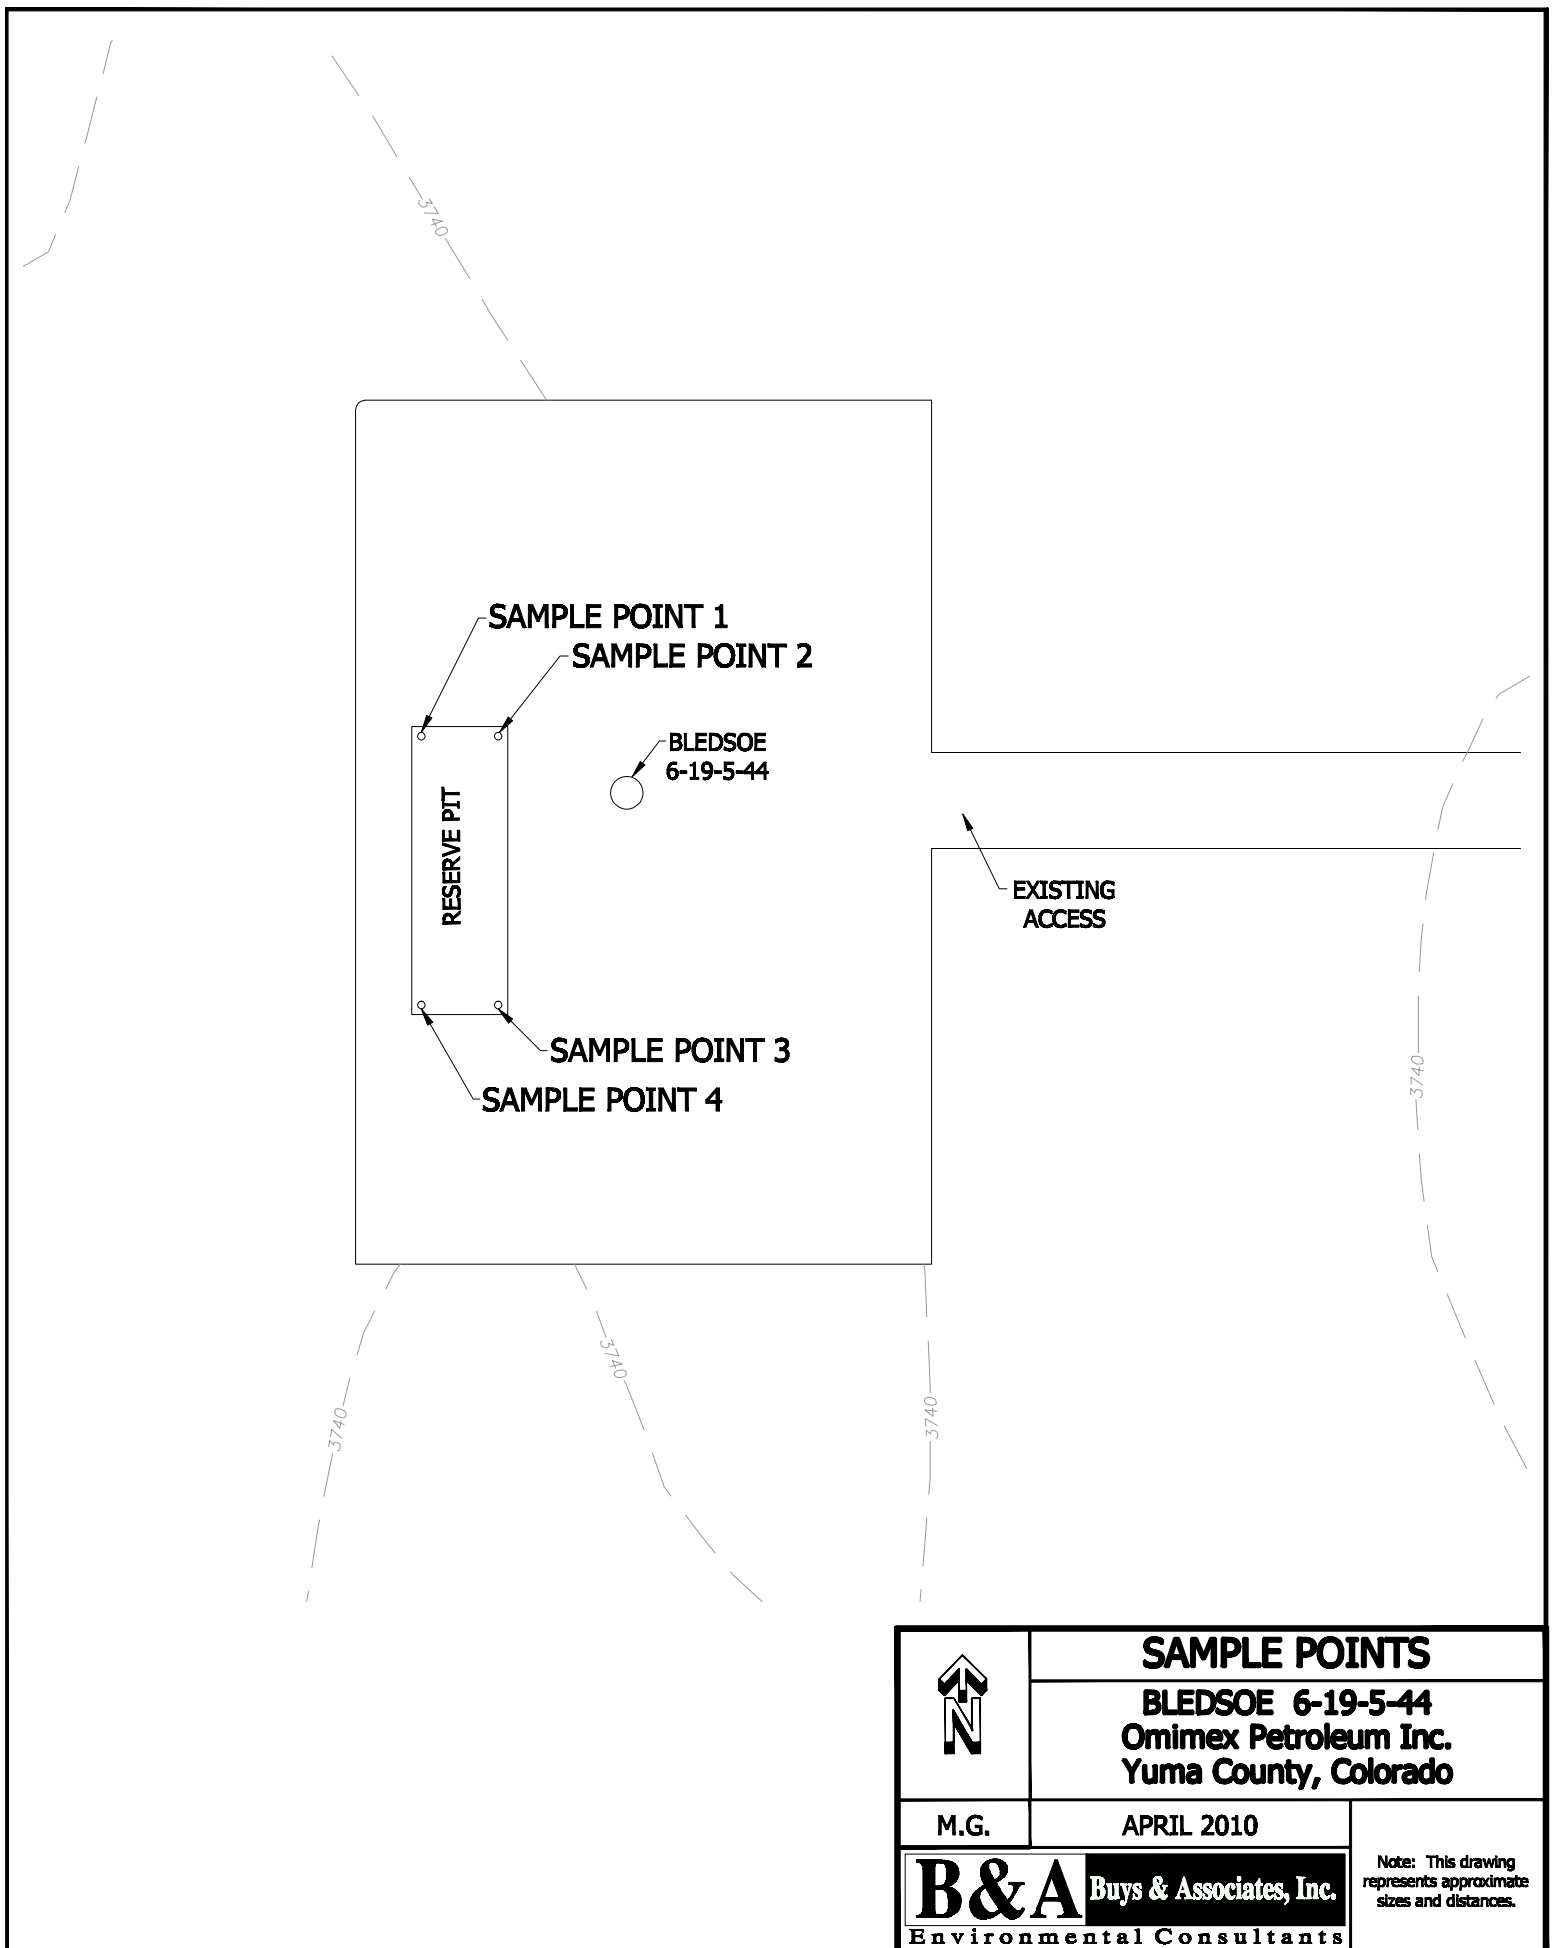 3740
SAMPLE POINT 1
SAMPLE POINT 2
BLEDSOE
6-19-5-44
RESERVE PIT
EXISTING
ACCESS
SAMPLE POINT 3
3740
SAMPLE POINT 4
3740
3740
3740
SAMPLE POINTS
BLEDSOE 6-19-5-44
Omimex Petroleum Inc.
Yuma County, Colorado
N
M.G.
APRIL 2010
Note: This drawing
represents approximate
sizes and distances.
B&A Buys & Associates, Inc.
Environmental Consultants